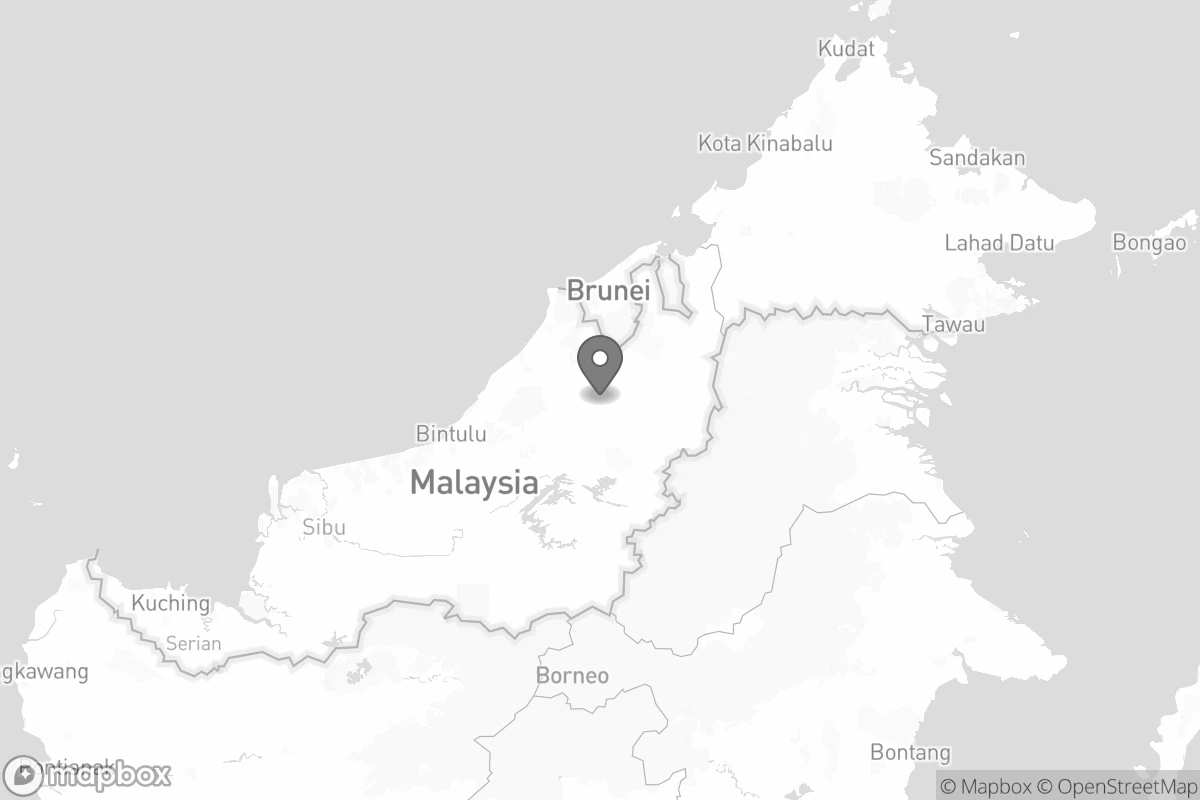 Kudat
Kota Kinabalu
Sandakan
Lahad Datu
Bongao
Brunei
Tawau
Bintulu
Malaysia
Sibu
Kuching
Serian
gkawang
Borneo
Bontang
Pontianak
mapbox
© Mapbox © OpenStreetMap